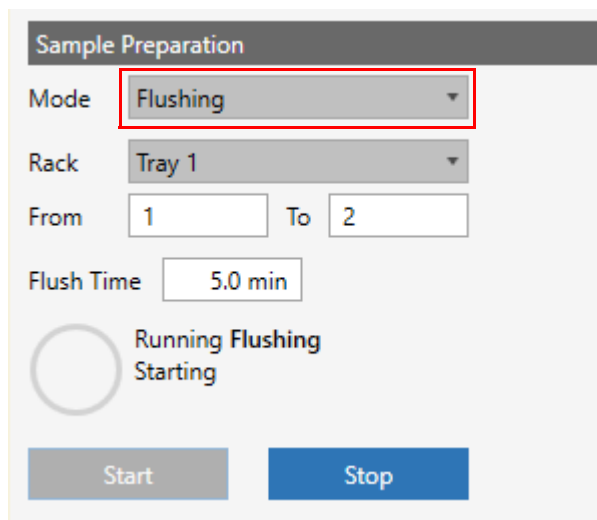 Sample Preparation
Mode Flushing
Rack Tray 1
From 1 To 2
Flush Time 5.0 min
Running Flushing
Starting
Start Stop